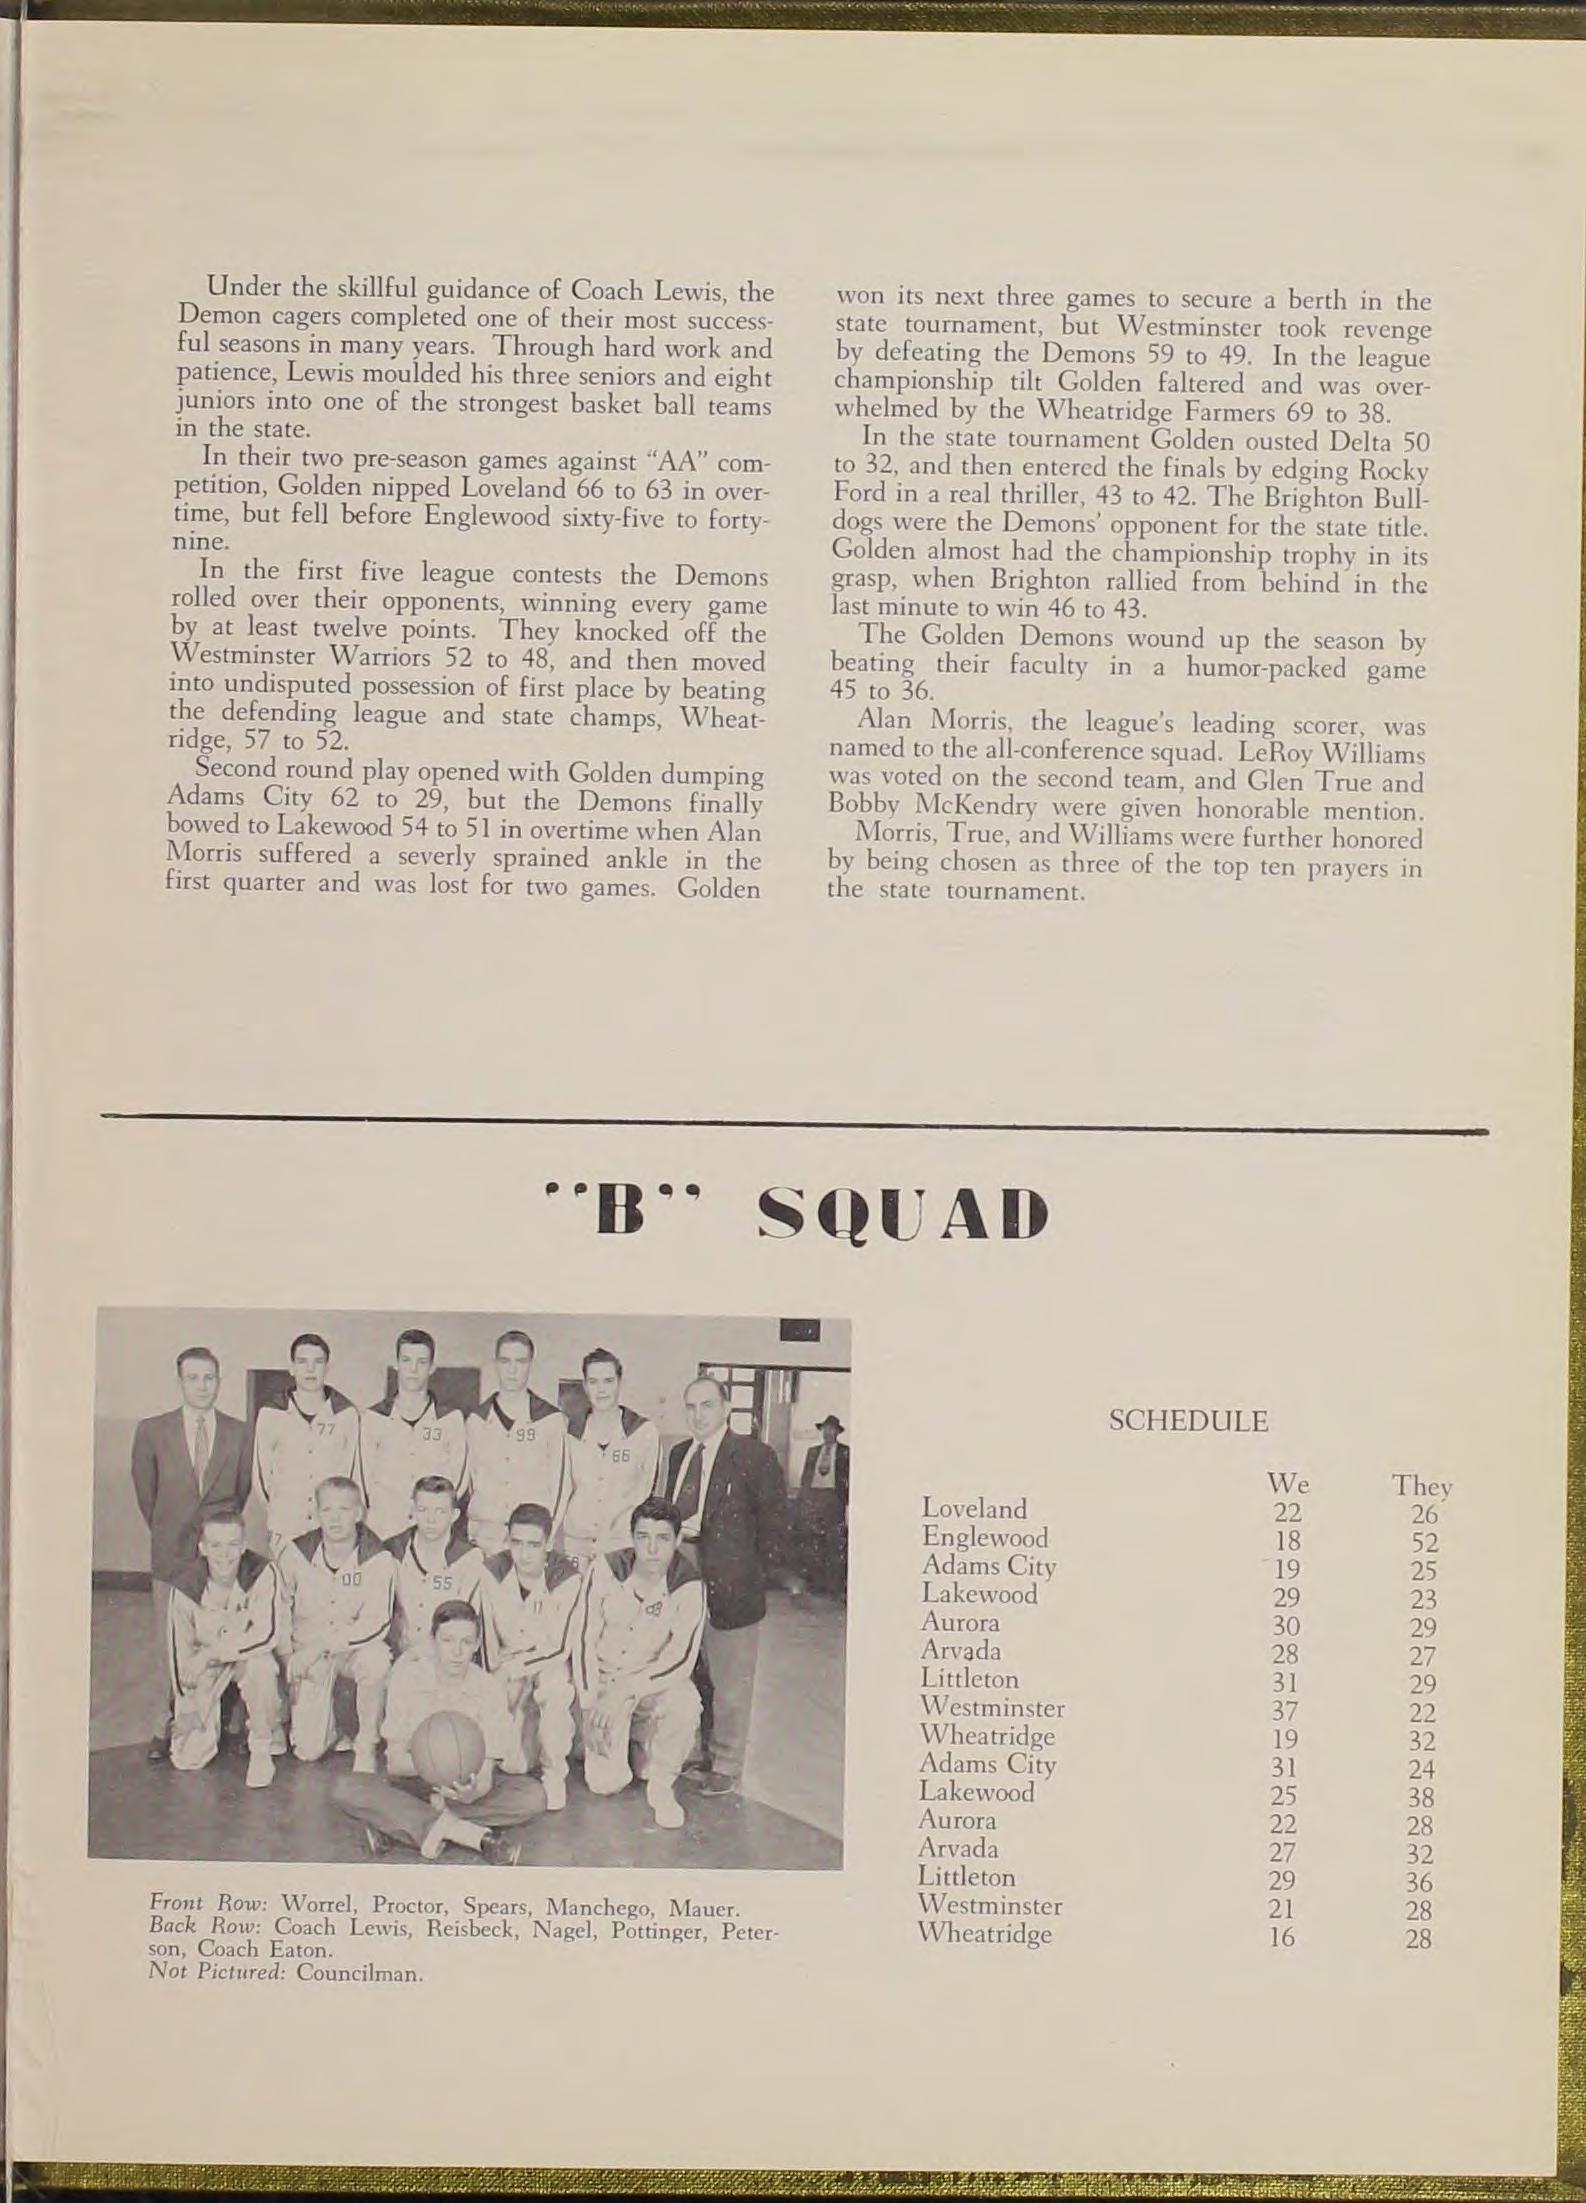 Under the skillful guidance of Coach Lewis, the
Demon cagers completed one of their most success-
ful seasons in many years. Through hard work and
patience, Lewis moulded his three seniors and eight
juniors into one of the strongest basket ball teams
in the state.
In their two pre-season games against "AA" com-
petition, Golden nipped Loveland 66 to 63 in over-
time, but fell before Englewood sixty-five to forty-
nine.
In the first five league contests the Demons
rolled over their opponents, winning every game
by at least twelve points. They knocked off the
Westminster Warriors 52 to 48, and then moved
into undisputed possession of first place by beating
the defending league and state champs, Wheat-
ridge, 57 to 52.
Second round play opened with Golden dumping
Adams City 62 to 29, but the Demons finally
bowed to Lakewood 54 to 51 in overtime when Alan
Morris suffered a severly sprained ankle in the
first quarter and was lost for two games. Golden
won its next three games to secure a berth in the
state tournament, but Westminster took revenge
by defeating the Demons 59 to 49. In the league
championship tilt Golden faltered and was over-
whelmed by the Wheatridge Farmers 69 to 38.
In the state tournament Golden ousted Delta 50
to 32, and then entered the finals by edging Rocky
Ford in a real thriller, 43 to 42. The Brighton Bull-
dogs were the Demons' opponent for the state title.
Golden almost had the championship trophy in its
grasp, when Brighton rallied from behind in the
last minute to win 46 to 43.
The Golden Demons wound up the season by
beating their faculty in a humor-packed game
45 to 36.
Alan Morris, the league's leading scorer, was
named to the all-conference squad. LeRoy Williams
was voted on the second team, and Glen True and
Bobby McKendry were given honorable mention.
Morris, True, and Williams were further honored
by being chosen as three of the top ten prayers in
the state tournament.
"B" SQUAD
77 33 99 66
00 55 11
Front Row: Worrel, Proctor, Spears, Manchego, Mauer.
Back Row: Coach Lewis, Reisbeck, Nagel, Pottinger, Peter-
son, Coach Eaton.
Not Pictured: Councilman.
SCHEDULE
We They
Loveland 22 26
Englewood 18 52
Adams City 19 25
Lakewood 29 23
Aurora 30 29
Arvada 28 27
Littleton 31 29
Westminster 37 22
Wheatridge 19 32
Adams City 31 24
Lakewood 25 38
Aurora 22 28
Arvada 27 32
Littleton 29 36
Westminster 21 28
Wheatridge 16 28